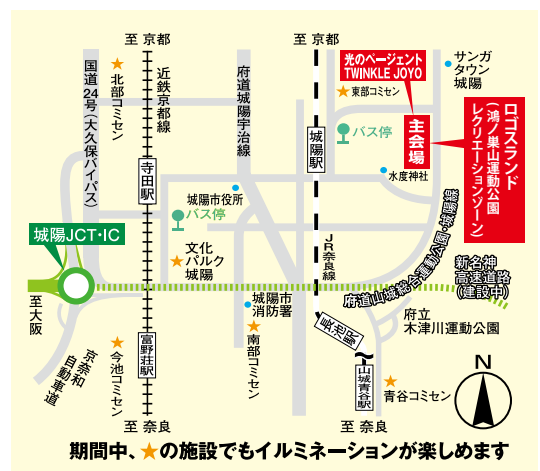 至 京都
至 京都
国道24号(大久保バイパス)
北部コミセン
近鉄京都線
府道城陽宇治線
光のページェント
TWINKLE JOYO
サンガ
タウン
城陽
東部コミセン
城陽駅
バス停
主会場
ロゴスランド
(鴻ノ巣山運動公園
レクリエーションゾーン)
寺田駅
水度神社
城陽市役所
バス停
城陽JCT・IC
文化
パルク
城陽
JR奈良線
府道山城総合運動公園・城陽線
新名神
高速道路
(建設中)
至 大阪
城陽市
消防署
府立
木津川運動公園
京奈和
自動車道
今池コミセン
富野荘駅
南部コミセン
長池駅
山城青谷駅
青谷コミセン
N
至 奈良
至 奈良
期間中、★の施設でもイルミネーションが楽しめます